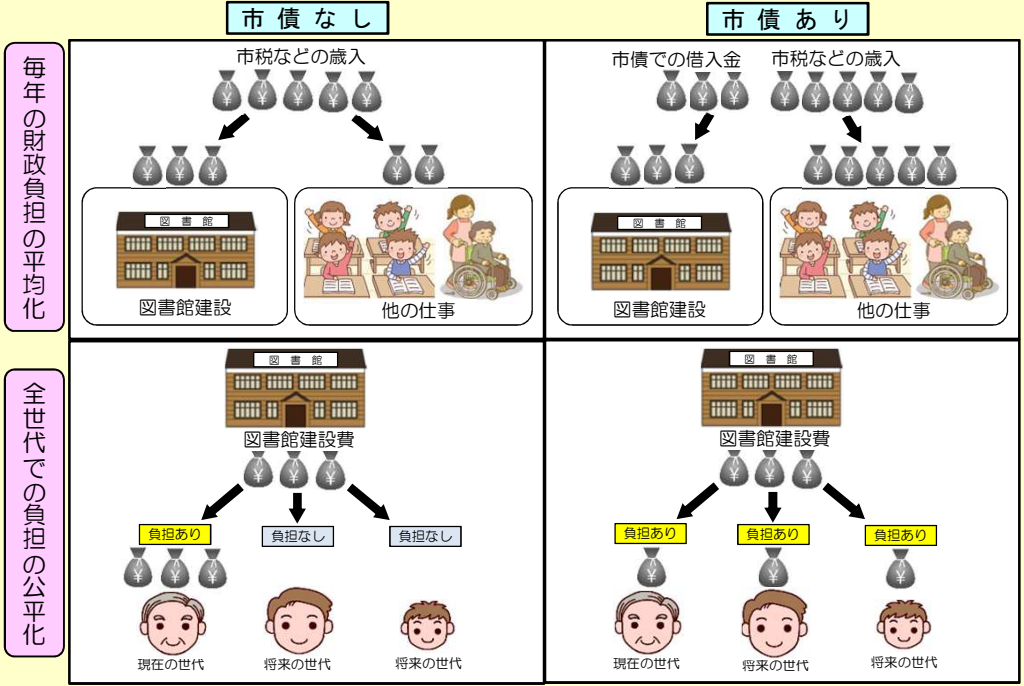 市債なし
市債あり
毎年の財政負担の平均化
市税などの歳入
¥ ¥ ¥ ¥ ¥
¥ ¥ ¥
¥ ¥
図書館
図書館建設
他の仕事
市債での借入金
市税などの歳入
¥ ¥ ¥
¥ ¥ ¥ ¥ ¥
¥ ¥ ¥
¥ ¥ ¥ ¥ ¥
図書館
図書館建設
他の仕事
全世代での負担の公平化
図書館
図書館建設費
¥ ¥ ¥
負担あり
負担なし
負担なし
¥ ¥ ¥
現在の世代
将来の世代
将来の世代
図書館
図書館建設費
¥ ¥ ¥
負担あり
負担あり
負担あり
¥
¥
¥
現在の世代
将来の世代
将来の世代